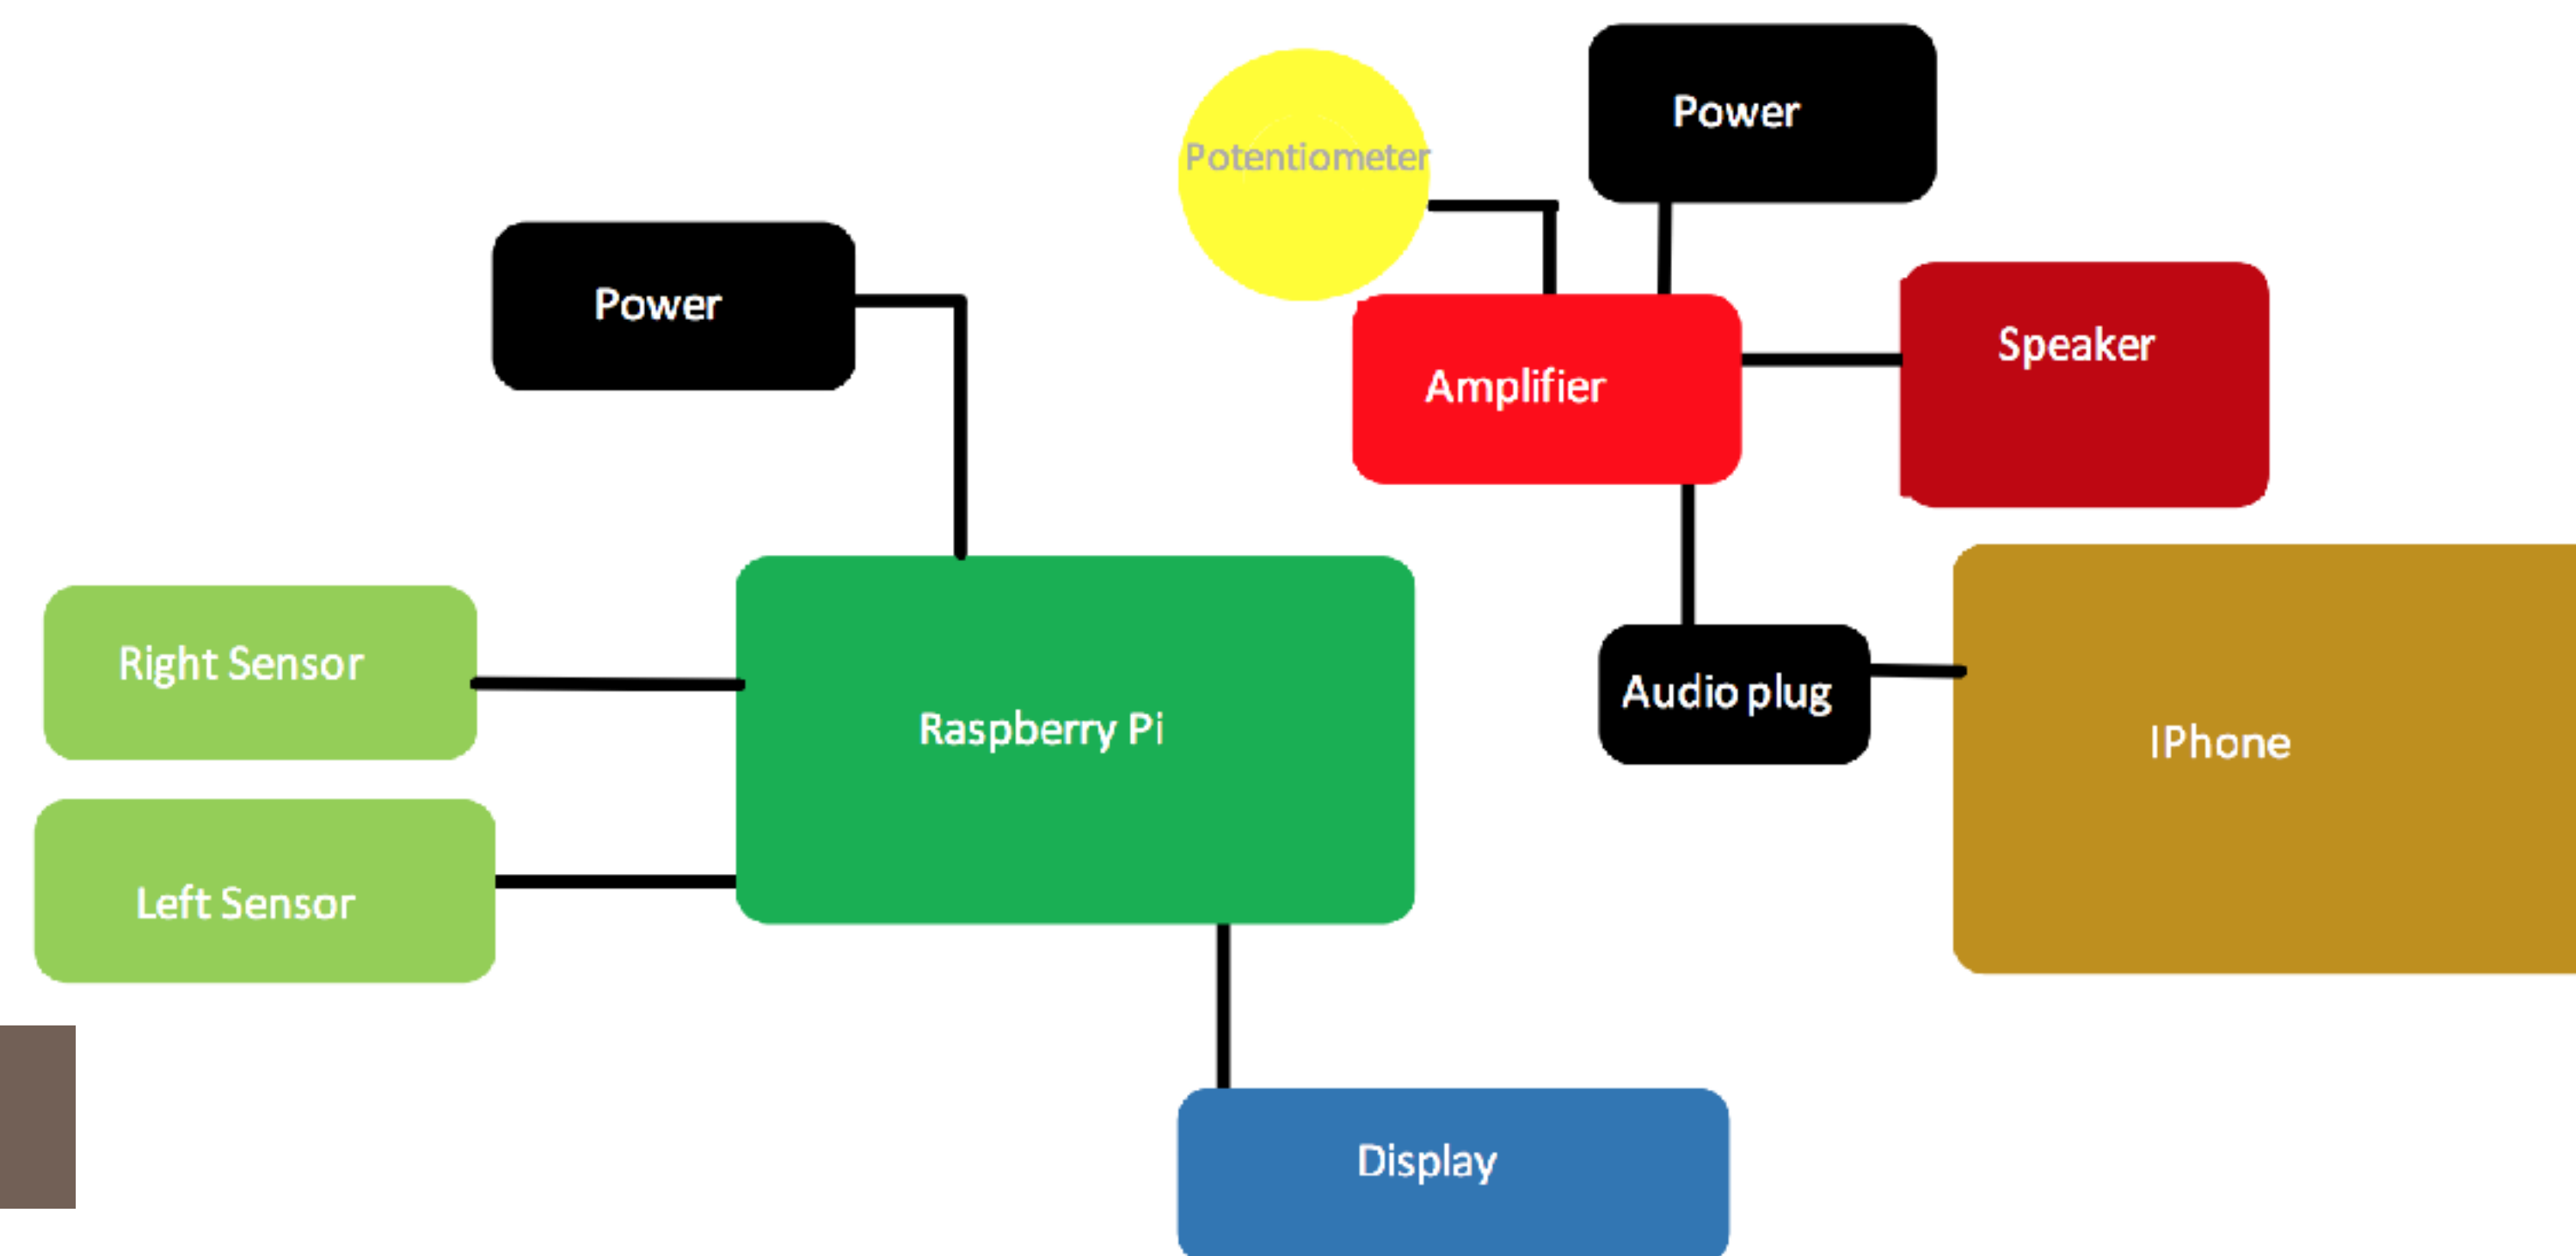 Power
Potentiometer
Power
Speaker
Amplifier
Right Sensor
Raspberry Pi
Audio plug
IPhone
Left Sensor
Display